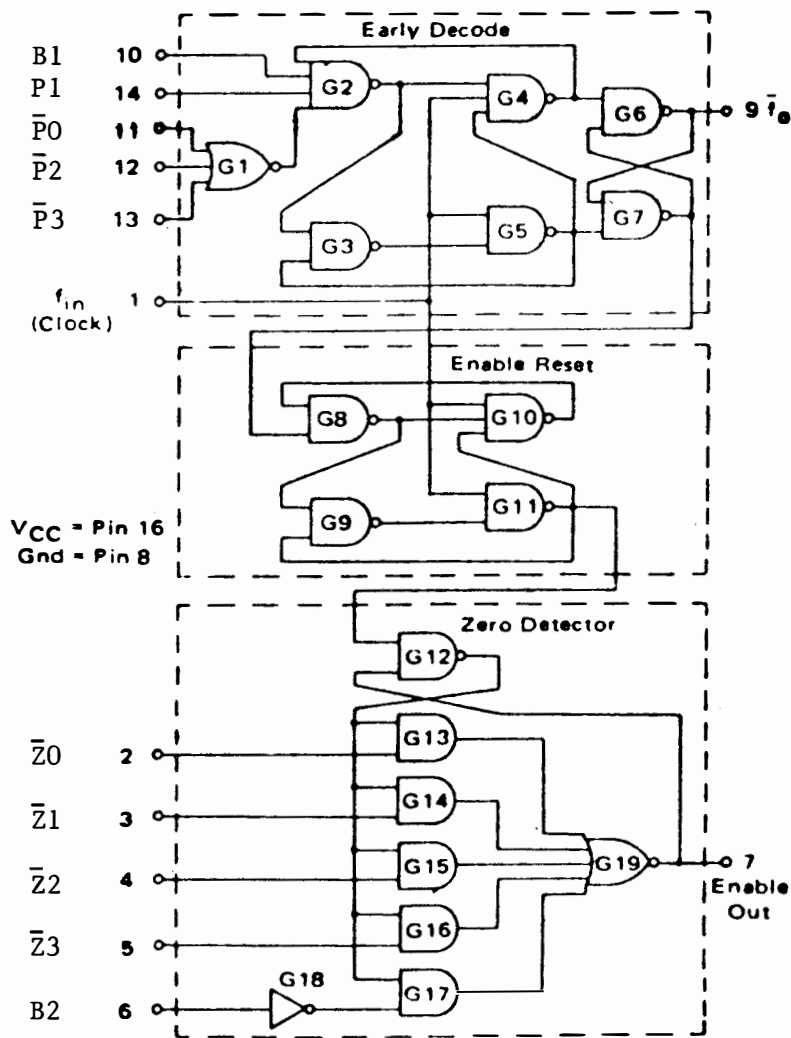 Early Decode
B1 10
P1 14
P̅0 11
P̅2 12
P̅3 13
G1
G2
G3
G4
G5
G6
G7
9 f̅o
fin 1
(Clock)
Enable Reset
G8
G9
G10
G11
VCC = Pin 16
Gnd = Pin 8
Zero Detector
G12
Z̅0 2
G13
Z̅1 3
G14
Z̅2 4
G15
Z̅3 5
G16
G19
7
Enable
Out
G18
B2 6
G17